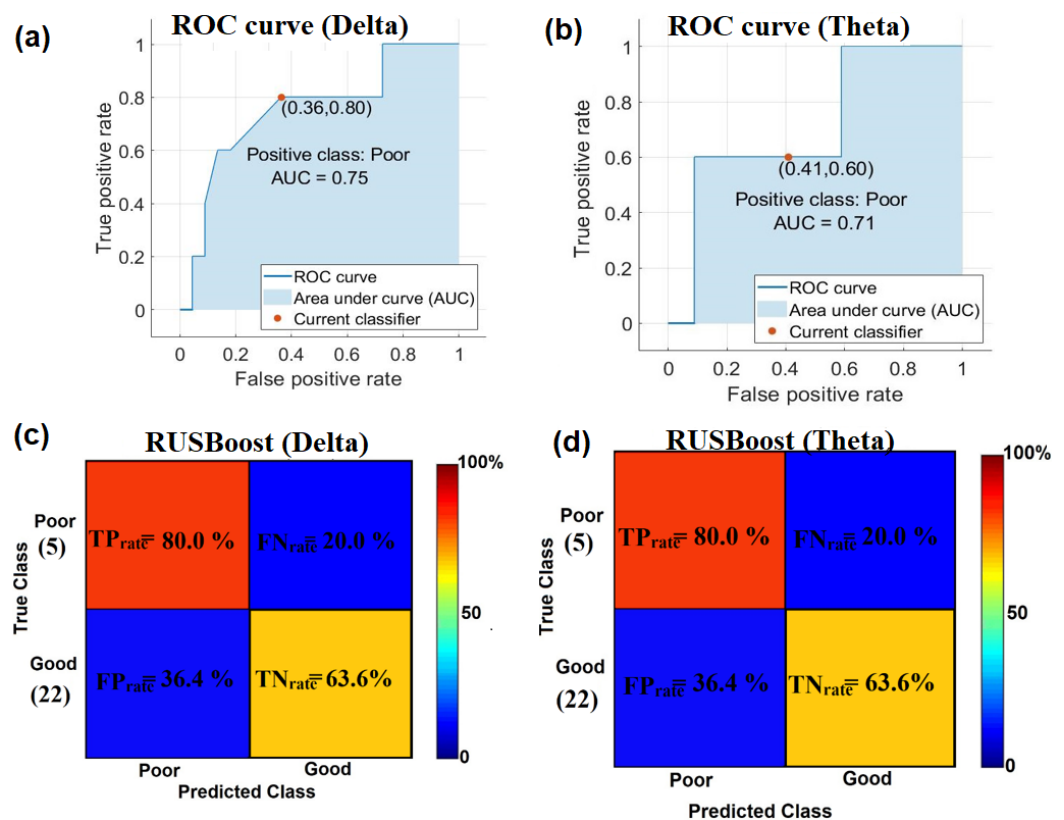 (a)
ROC curve (Delta)
1
0.8
0.6
0.4
0.2
0
True positive rate
(0.36,0.80)
Positive class: Poor
AUC = 0.75
ROC curve
Area under curve (AUC)
Current classifier
0 0.2 0.4 0.6 0.8 1
False positive rate
(b)
ROC curve (Theta)
1
0.8
0.6
0.4
0.2
0
True positive rate
(0.41,0.60)
Positive class: Poor
AUC = 0.71
ROC curve
Area under curve (AUC)
Current classifier
0 0.2 0.4 0.6 0.8 1
False positive rate
(c)
RUSBoost (Delta)
True Class
Poor
(5)
TPrate= 80.0 %
FNrate= 20.0 %
Good
(22)
FPrate= 36.4 %
TNrate= 63.6%
Poor
Good
Predicted Class
100%
50
0
(d)
RUSBoost (Theta)
True Class
Poor
(5)
TPrate= 80.0 %
FNrate= 20.0 %
Good
(22)
FPrate= 36.4 %
TNrate= 63.6%
Poor
Good
Predicted Class
100%
50
0